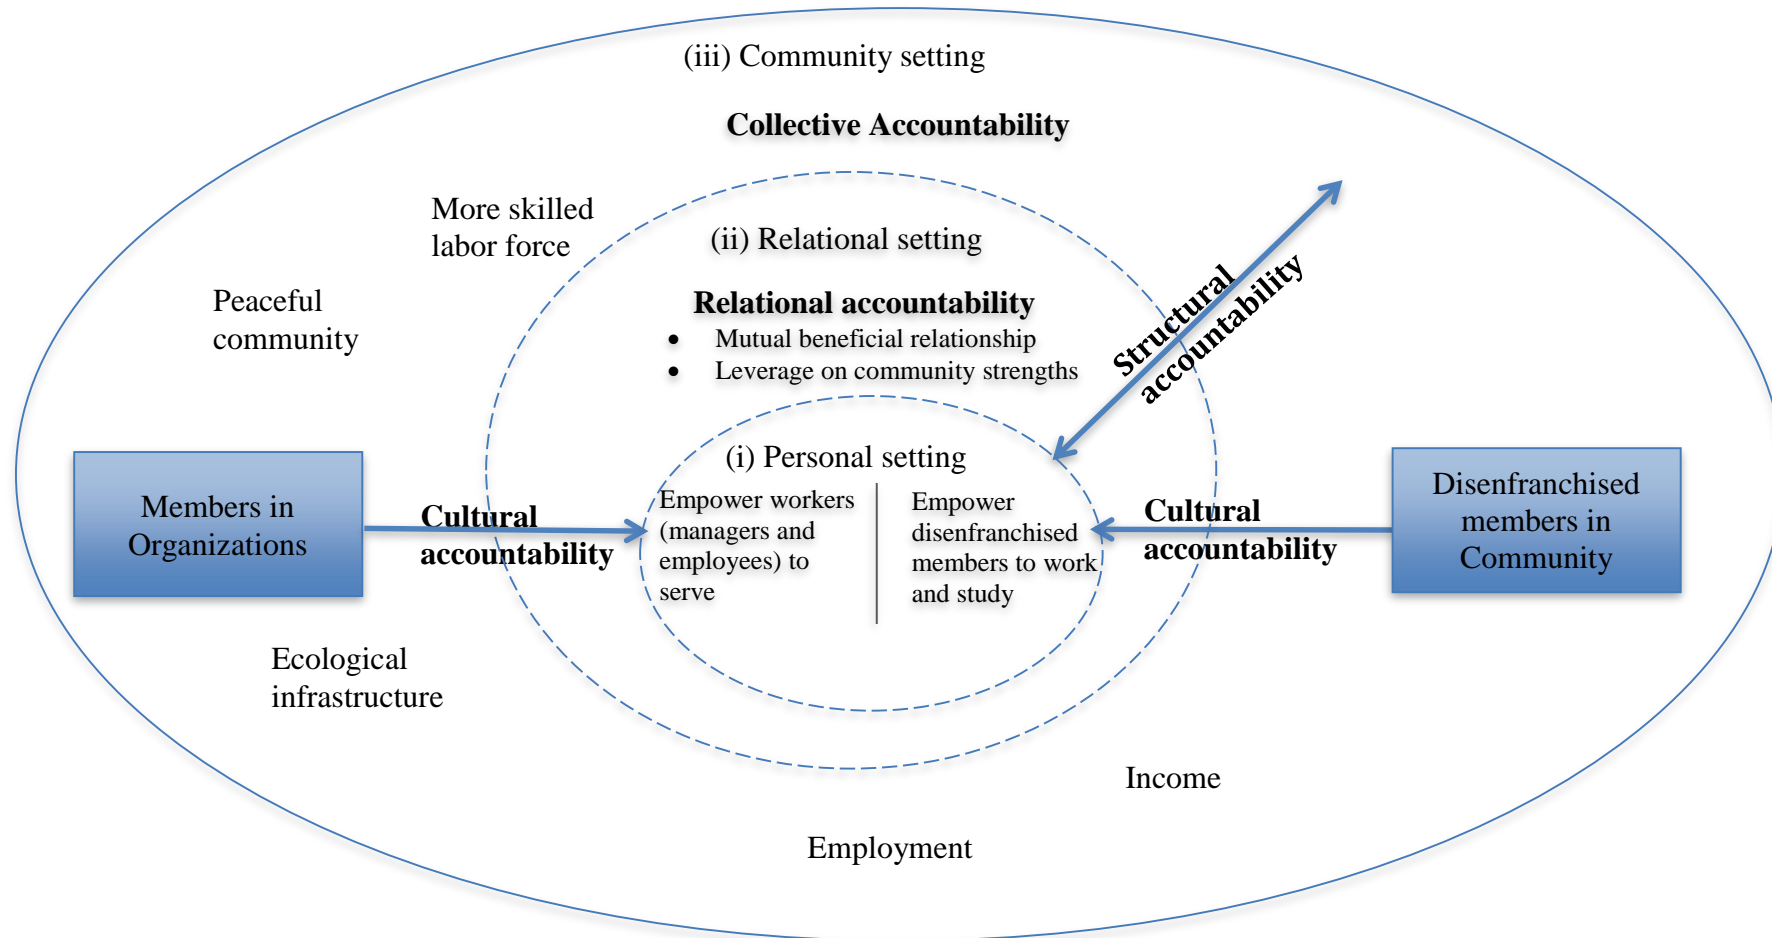 (iii) Community setting
Collective Accountability
More skilled
labor force
(ii) Relational setting
Peaceful
community
Relational accountability
• Mutual beneficial relationship
• Leverage on community strengths
Structural
accountability
(i) Personal setting
Members in
Organizations
Cultural
accountability
Empower workers
(managers and
employees) to
serve
Empower
disenfranchised
members to work
and study
Cultural
accountability
Disenfranchised
members in
Community
Ecological
infrastructure
Income
Employment